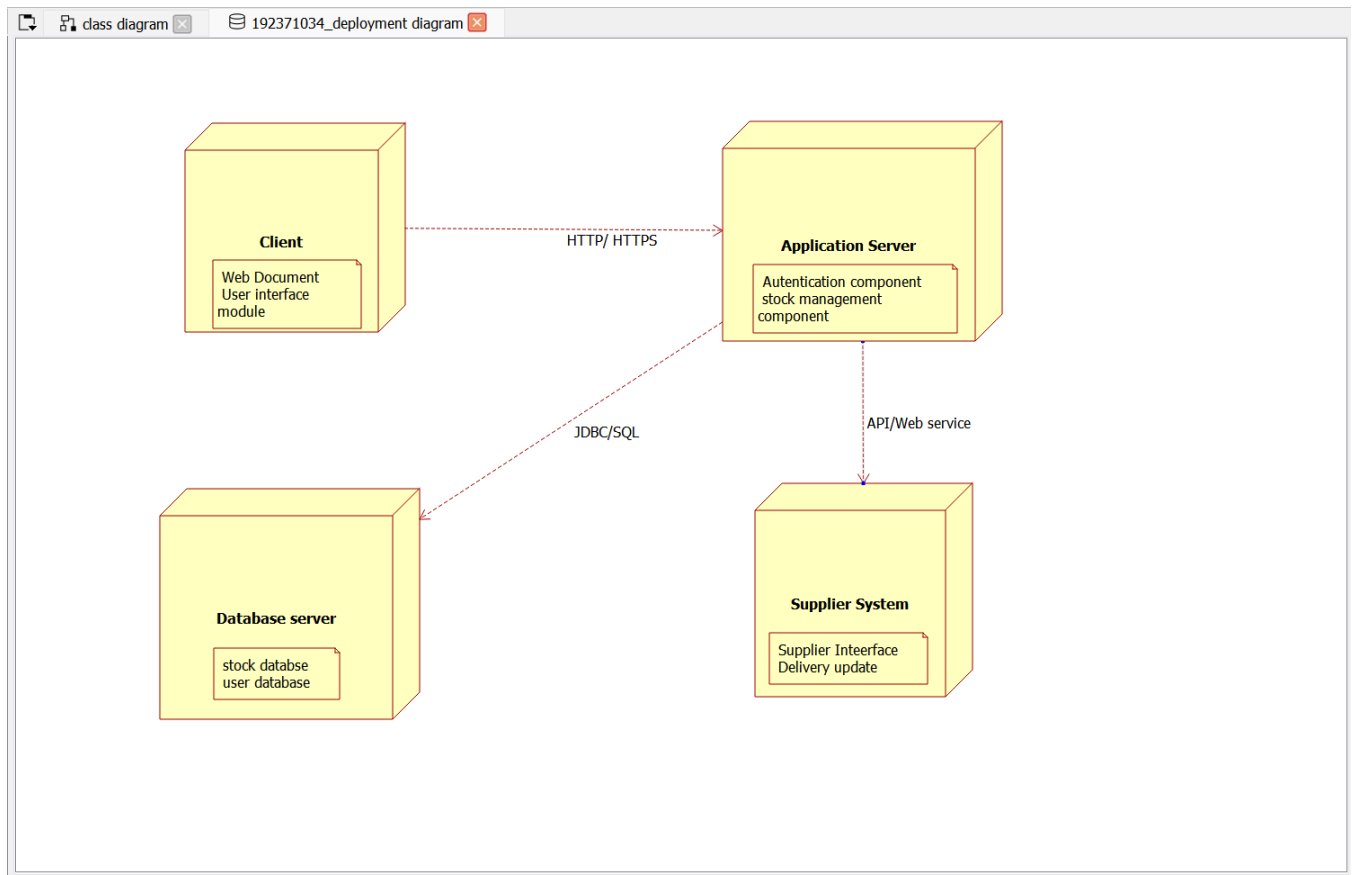 class diagram
192371034_deployment diagram
Client
Web Document
User interface
module
HTTP/ HTTPS
Application Server
Autentication component
stock management
component
JDBC/SQL
API/Web service
Database server
stock databse
user database
Supplier System
Supplier Inteerface
Delivery update